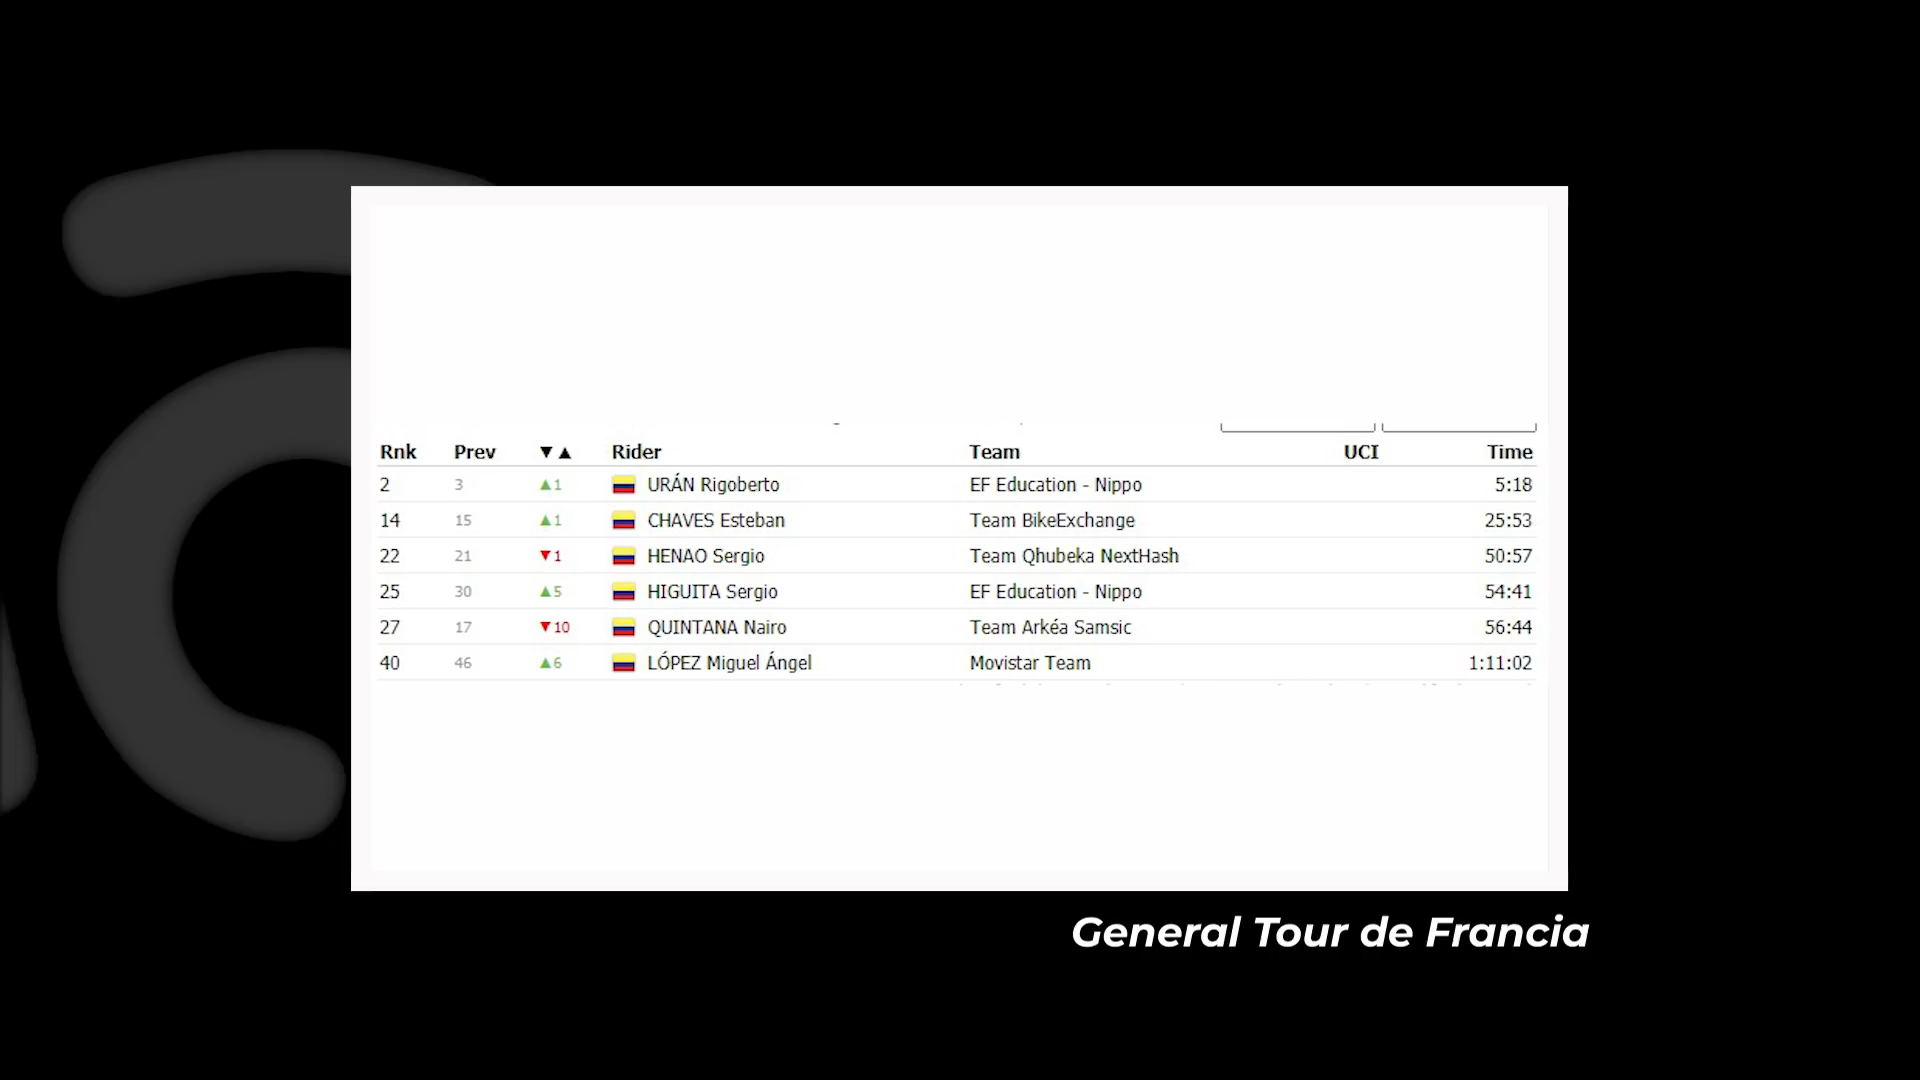 Rnk Prev ▼▲ Rider Team UCI Time
2 3 ▲1 URÁN Rigoberto EF Education - Nippo 5:18
14 15 ▲1 CHAVES Esteban Team BikeExchange 25:53
22 21 ▼1 HENAO Sergio Team Qhubeka NextHash 50:57
25 30 ▲5 HIGUITA Sergio EF Education - Nippo 54:41
27 17 ▼10 QUINTANA Nairo Team Arkéa Samsic 56:44
40 46 ▲6 LÓPEZ Miguel Ángel Movistar Team 1:11:02
General Tour de Francia